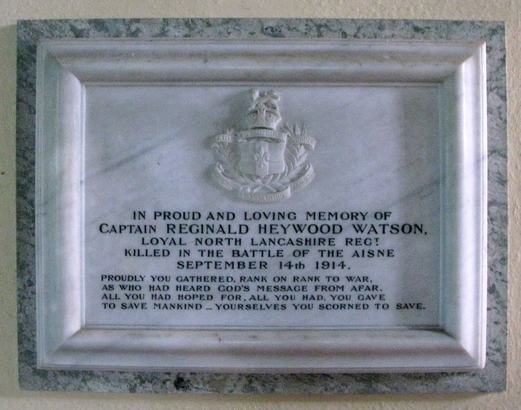 IN PROUD AND LOVING MEMORY OF
CAPTAIN REGINALD HEYWOOD WATSON,
LOYAL NORTH LANCASHIRE REGT.
KILLED IN THE BATTLE OF THE AISNE
SEPTEMBER 14th 1914.
PROUDLY YOU GATHERED, RANK ON RANK TO WAR,
AS WHO HAD HEARD GOD'S MESSAGE FROM AFAR.
ALL YOU HAD HOPED FOR, ALL YOU HAD, YOU GAVE
TO SAVE MANKIND _ YOURSELVES YOU SCORNED TO SAVE.